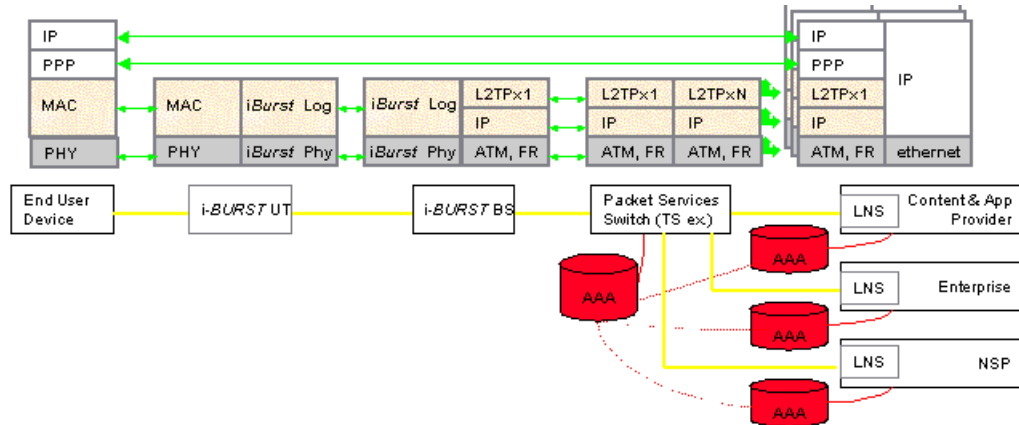 IP IP
PPP PPP IP
MAC MAC iBurst Log iBurst Log L2TPx1 L2TPx1 L2TPxN L2TPx1
IP IP IP IP
PHY PHY iBurst Phy iBurst Phy ATM, FR ATM, FR ATM, FR ATM, FR ethernet
End User
Device
i-BURST UT
i-BURST BS
Packet Services
Switch (TS ex.)
LNS
Content & App
Provider
AAA
AAA
LNS
Enterprise
AAA
LNS
NSP
AAA